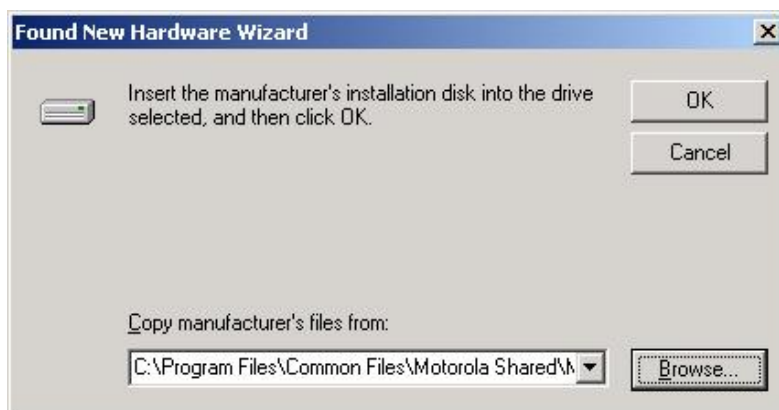 Found New Hardware Wizard
Insert the manufacturer's installation disk into the drive
selected, and then click OK.
OK
Cancel
Copy manufacturer's files from:
C:\Program Files\Common Files\Motorola Shared\M
Browse...